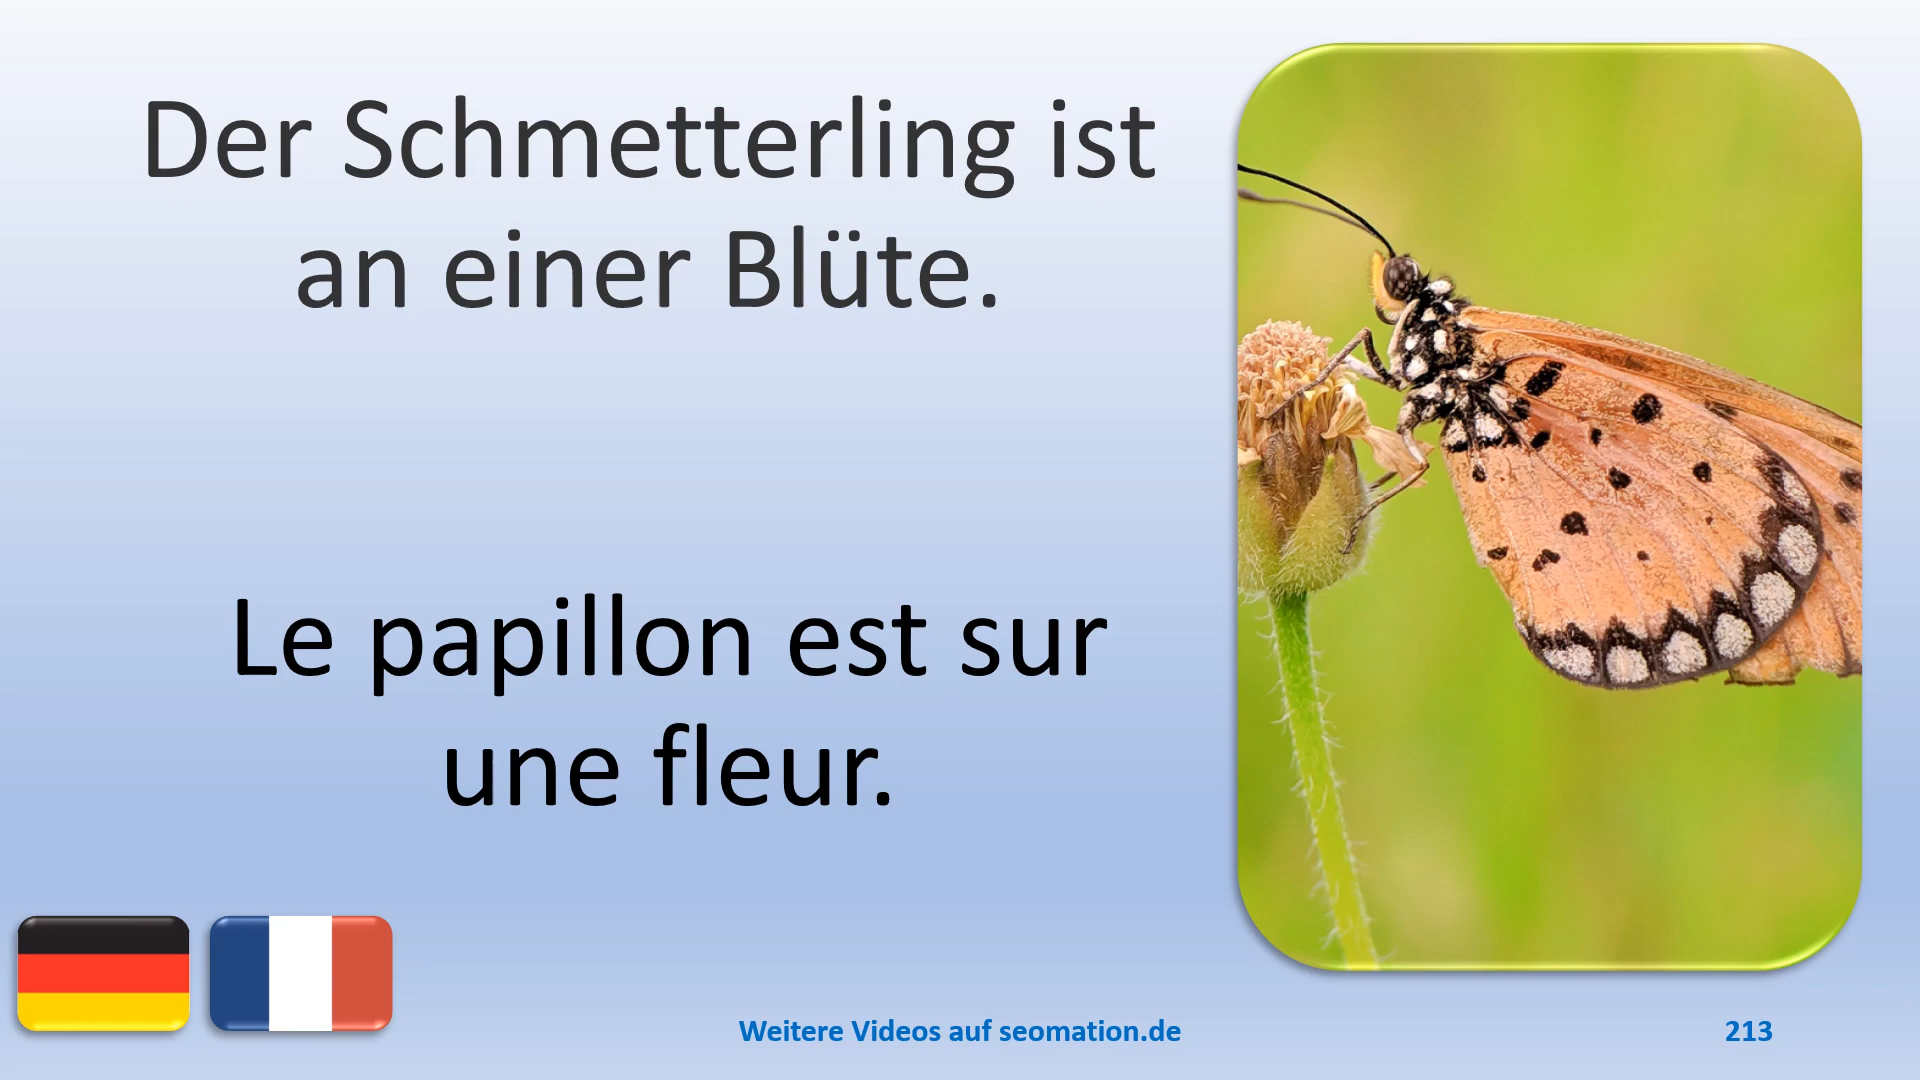 Der Schmetterling ist
an einer Blüte.
Le papillon est sur
une fleur.
Weitere Videos auf seomation.de
213